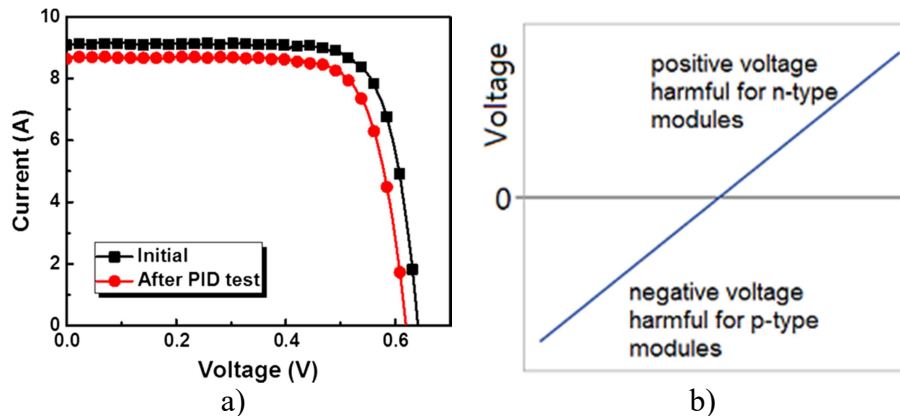 10
8
6
4
2
0
Current (A)
Initial
After PID test
0.0
0.2
0.4
0.6
Voltage (V)
a)
Voltage
0
positive voltage
harmful for n-type
modules
negative voltage
harmful for p-type
modules
b)